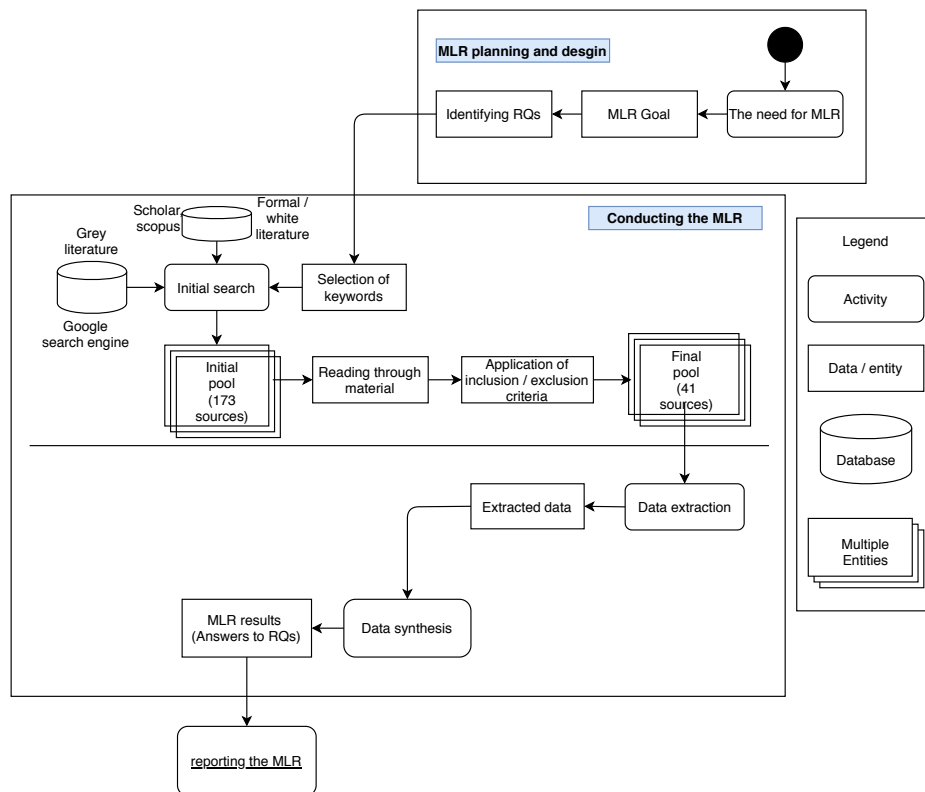 MLR planning and desgin
The need for MLR
MLR Goal
Identifying RQs
Conducting the MLR
Scholar,
scopus
Formal /
white
literature
Grey
literature
Google
search engine
Initial search
Selection of
keywords
Initial
pool
(173
sources)
Reading through
material
Application of
inclusion / exclusion
criteria
Final
pool
(41
sources)
Data extraction
Extracted data
Data synthesis
MLR results
(Answers to RQs)
reporting the MLR
Legend
Activity
Data / entity
Database
Multiple
Entities